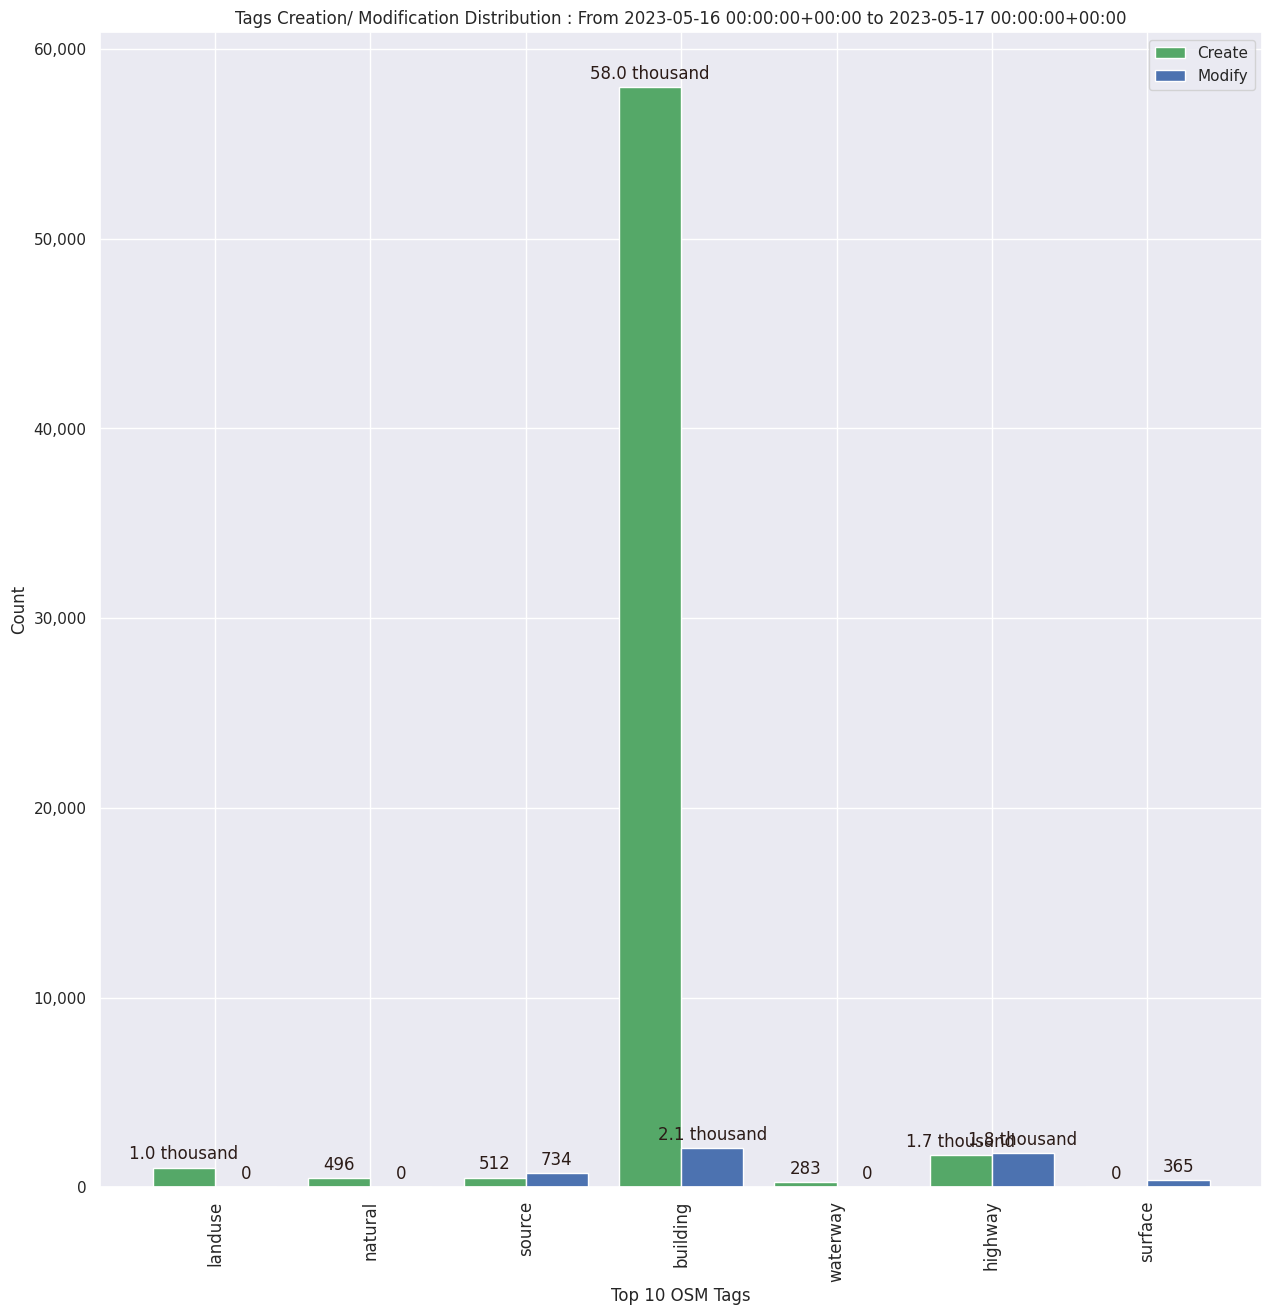 Tags Creation/ Modification Distribution : From 2023-05-16 00:00:00+00:00 to 2023-05-17 00:00:00+00:00
Create
Modify
60,000
50,000
40,000
30,000
20,000
10,000
0
Count
58.0 thousand
1.0 thousand
0
496
0
512
734
2.1 thousand
283
0
1.7 thousand
1.8 thousand
0
365
landuse
natural
source
building
waterway
highway
surface
Top 10 OSM Tags